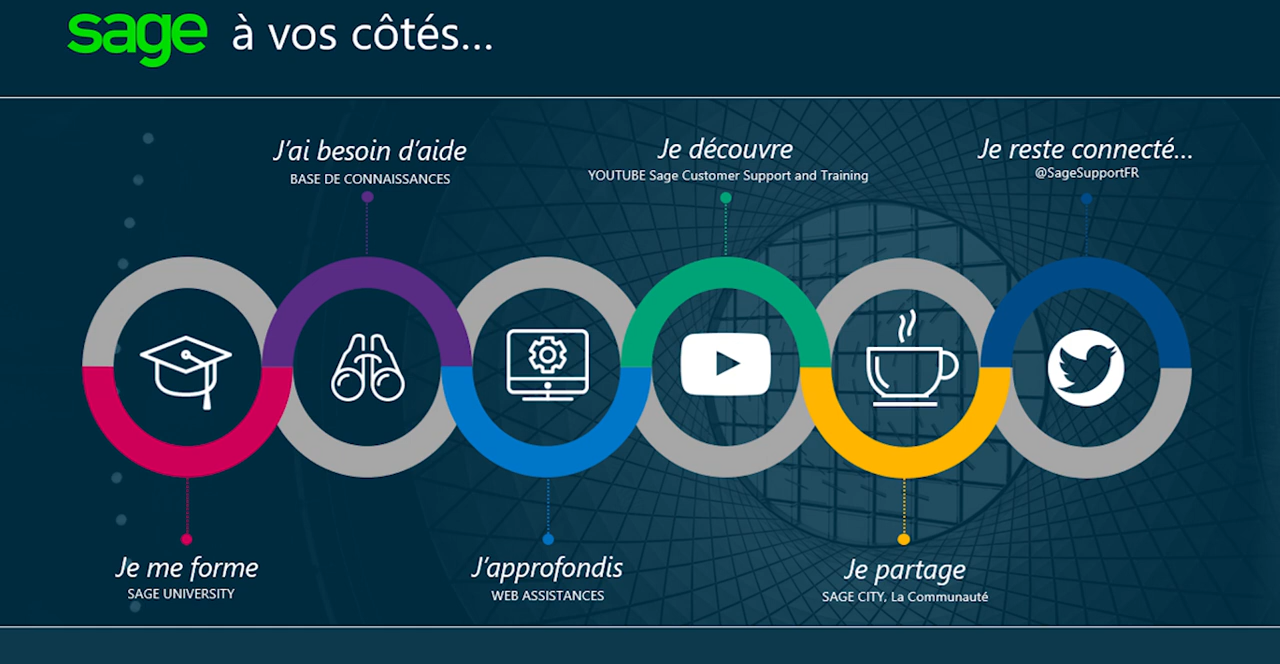 sage à vos côtés...
J'ai besoin d'aide
BASE DE CONNAISSANCES
Je découvre
YOUTUBE Sage Customer Support and Training
Je reste connecté...
@SageSupportFR
Je me forme
SAGE UNIVERSITY
J'approfondis
WEB ASSISTANCES
Je partage
SAGE CITY, La Communauté